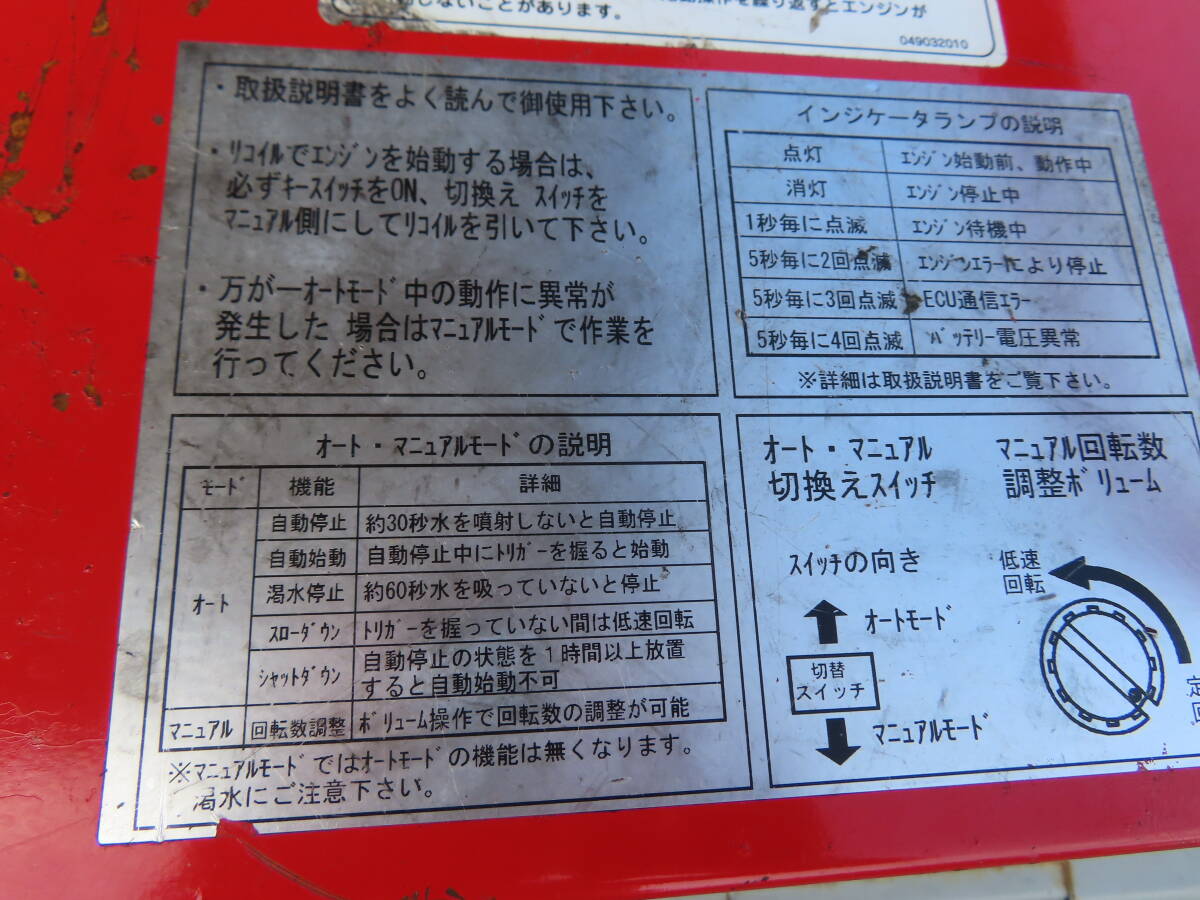 しないことがあります。
動操作を繰り返すとエンジンが
049032010
・取扱説明書をよく読んで御使用下さい。
・ﾘｺｲﾙでｴﾝｼﾞﾝを始動する場合は、
必ずｷｰｽｲｯﾁをON、切換え ｽｲｯﾁを
ﾏﾆｭｱﾙ側にしてﾘｺｲﾙを引いて下さい。
・万が一ｵｰﾄﾓｰﾄﾞ中の動作に異常が
発生した 場合はﾏﾆｭｱﾙﾓｰﾄﾞで作業を
行ってください。
インジケータランプの説明
点灯 ｴﾝｼﾞﾝ始動前、動作中
消灯 ｴﾝｼﾞﾝ停止中
1秒毎に点滅 ｴﾝｼﾞﾝ待機中
5秒毎に2回点滅 ｴﾝｼﾞﾝｴﾗｰにより停止
5秒毎に3回点滅 ECU通信ｴﾗｰ
5秒毎に4回点滅 ﾊﾞｯﾃﾘｰ電圧異常
※詳細は取扱説明書をご覧下さい。
オート・ﾏﾆｭｱﾙﾓｰﾄﾞの説明
ﾓｰﾄﾞ 機能 詳細
オート
自動停止 約30秒水を噴射しないと自動停止
自動始動 自動停止中にﾄﾘｶﾞｰを握ると始動
渇水停止 約60秒水を吸っていないと停止
ｽﾛｰﾀﾞｳﾝ ﾄﾘｶﾞｰを握っていない間は低速回転
ｼｬｯﾄﾀﾞｳﾝ 自動停止の状態を１時間以上放置
すると自動始動不可
ﾏﾆｭｱﾙ 回転数調整 ﾎﾞﾘｭｰﾑ操作で回転数の調整が可能
※ﾏﾆｭｱﾙﾓｰﾄﾞではｵｰﾄﾓｰﾄﾞの機能は無くなります。
渇水にご注意下さい。
オート・ﾏﾆｭｱﾙ
切換えｽｲｯﾁ
ｽｲｯﾁの向き
ｵｰﾄﾓｰﾄﾞ
切替
スイッチ
ﾏﾆｭｱﾙﾓｰﾄﾞ
ﾏﾆｭｱﾙ回転数
調整ﾎﾞﾘｭｰﾑ
低速
回転
定
回